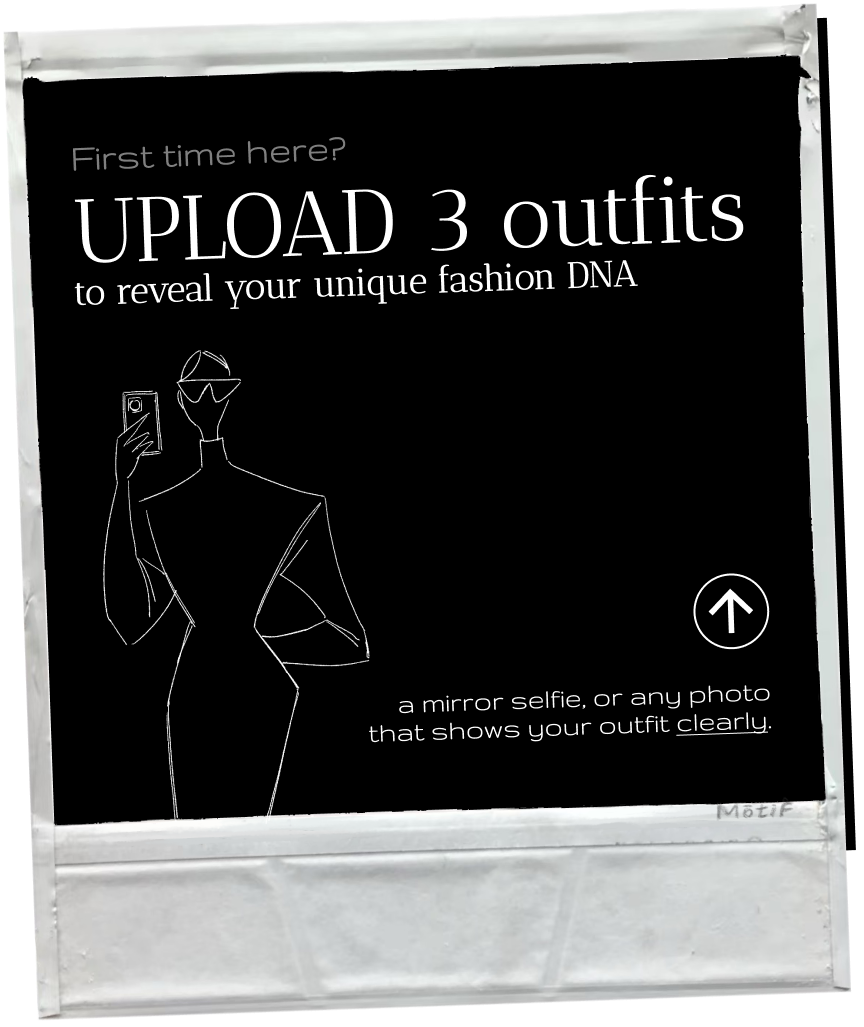 First time here?
UPLOAD 3 outfits
to reveal your unique fashion DNA
a mirror selfie, or any photo
that shows your outfit clearly.
Mōtif